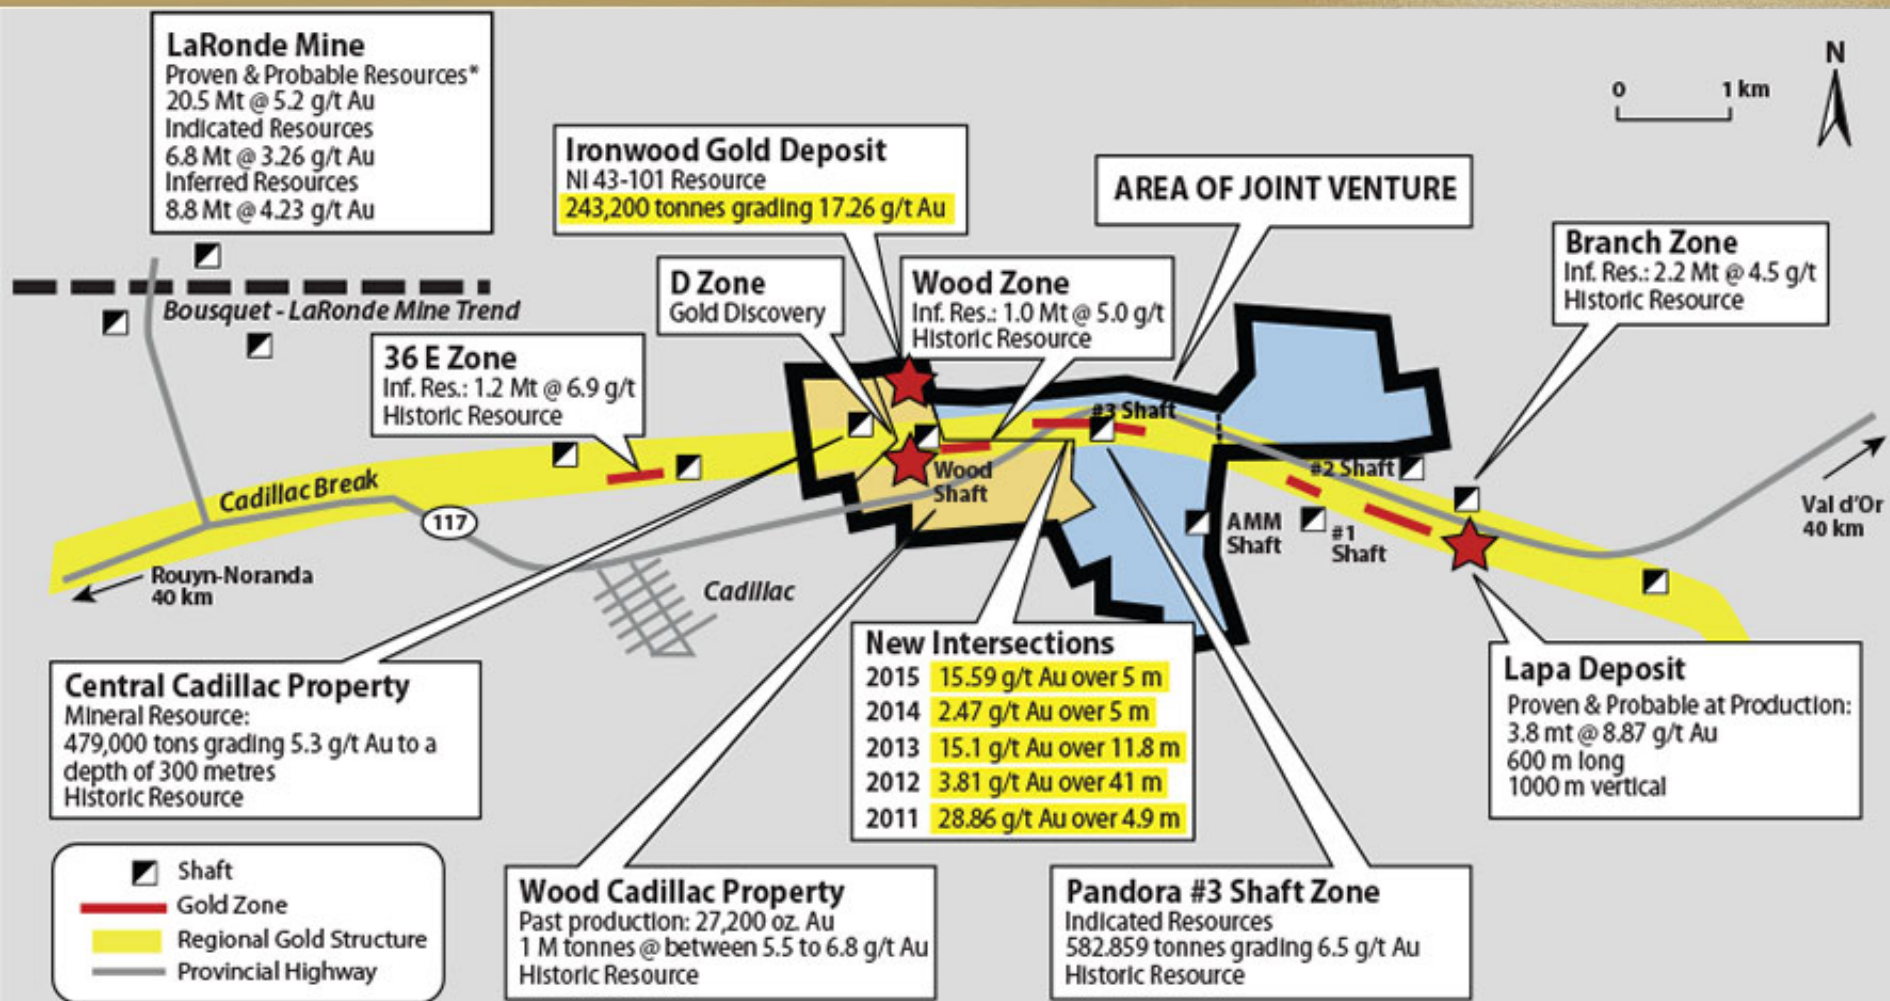 LaRonde Mine
Proven & Probable Resources*
20.5 Mt @ 5.2 g/t Au
Indicated Resources
6.8 Mt @ 3.26 g/t Au
Inferred Resources
8.8 Mt @ 4.23 g/t Au
Ironwood Gold Deposit
NI 43-101 Resource
243,200 tonnes grading 17.26 g/t Au
AREA OF JOINT VENTURE
0 1 km
N
Branch Zone
Inf. Res.: 2.2 Mt @ 4.5 g/t
Historic Resource
D Zone
Gold Discovery
Wood Zone
Inf. Res.: 1.0 Mt @ 5.0 g/t
Historic Resource
Bousquet - LaRonde Mine Trend
36 E Zone
Inf. Res.: 1.2 Mt @ 6.9 g/t
Historic Resource
#3 Shaft
Wood
Shaft
#2 Shaft
AMM
Shaft
#1
Shaft
Val d'Or
40 km
Cadillac Break
117
Rouyn-Noranda
40 km
Cadillac
Central Cadillac Property
Mineral Resource:
479,000 tons grading 5.3 g/t Au to a
depth of 300 metres
Historic Resource
New Intersections
2015 15.59 g/t Au over 5 m
2014 2.47 g/t Au over 5 m
2013 15.1 g/t Au over 11.8 m
2012 3.81 g/t Au over 41 m
2011 28.86 g/t Au over 4.9 m
Lapa Deposit
Proven & Probable at Production:
3.8 mt @ 8.87 g/t Au
600 m long
1000 m vertical
Shaft
Gold Zone
Regional Gold Structure
Provincial Highway
Wood Cadillac Property
Past production: 27,200 oz. Au
1 M tonnes @ between 5.5 to 6.8 g/t Au
Historic Resource
Pandora #3 Shaft Zone
Indicated Resources
582.859 tonnes grading 6.5 g/t Au
Historic Resource